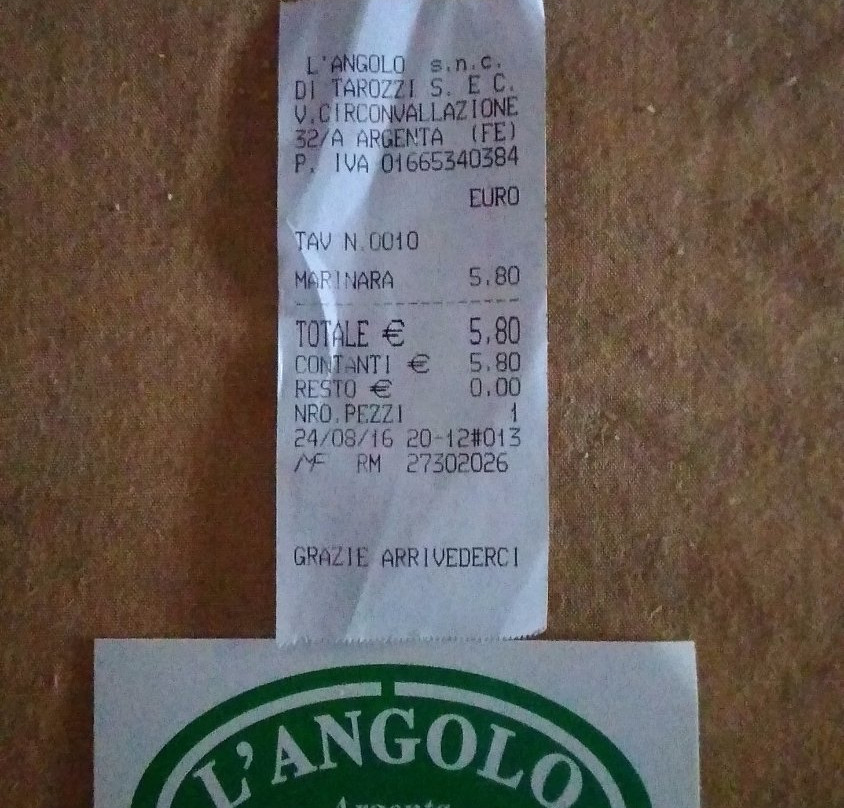 L'ANGOLO s.n.c.
DI TAROZZI S. E C.
V.CIRCONVALLAZIONE
32/A ARGENTA (FE)
P. IVA 01665340384
EURO
TAV N.0010
MARINARA 5.80
TOTALE € 5,80
CONTANTI € 5.80
RESTO € 0.00
NRO.PEZZI 1
24/08/16 20-12#013
MF RM 27302026
GRAZIE ARRIVEDERCI
L'ANGOLO
Argenta